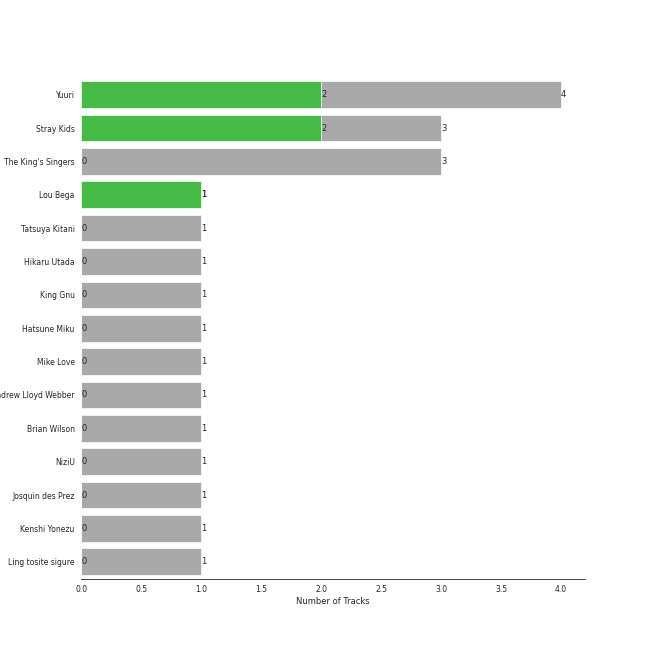 Yuuri 2 4
Stray Kids 2 3
The King's Singers 0 3
Lou Bega 1
Tatsuya Kitani 0 1
Hikaru Utada 0 1
King Gnu 0 1
Hatsune Miku 0 1
Mike Love 0 1
drew Lloyd Webber 0 1
Brian Wilson 0 1
NiziU 0 1
Josquin des Prez 0 1
Kenshi Yonezu 0 1
Ling tosite sigure 0 1
0.0 0.5 1.0 1.5 2.0 2.5 3.0 3.5 4.0
Number of Tracks